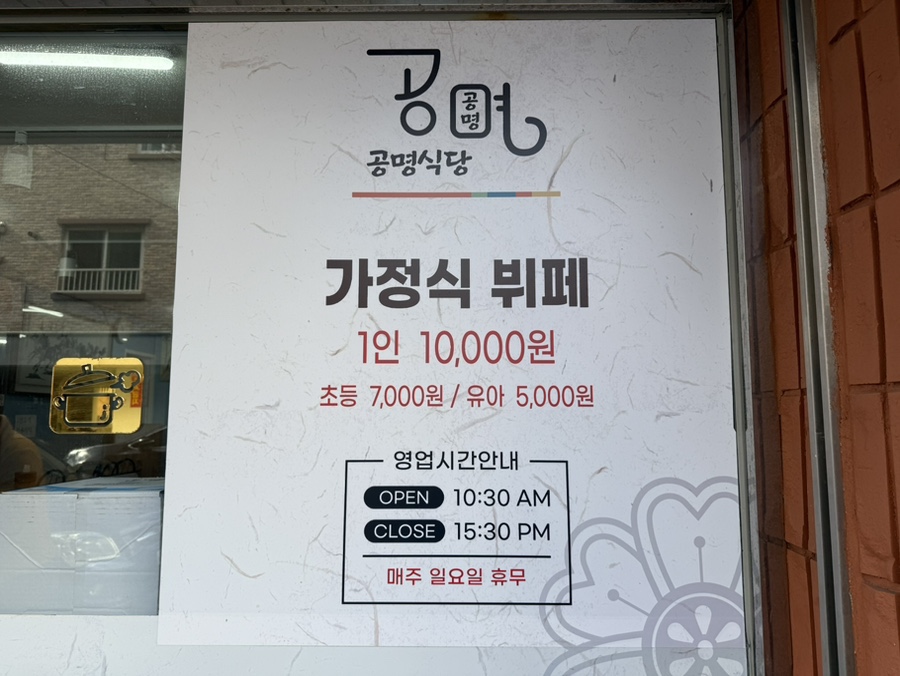 공명
공명
공명식당
가정식 뷔페
1인 10,000원
초등 7,000원 / 유아 5,000원
영업시간안내
OPEN 10:30 AM
CLOSE 15:30 PM
매주 일요일 휴무